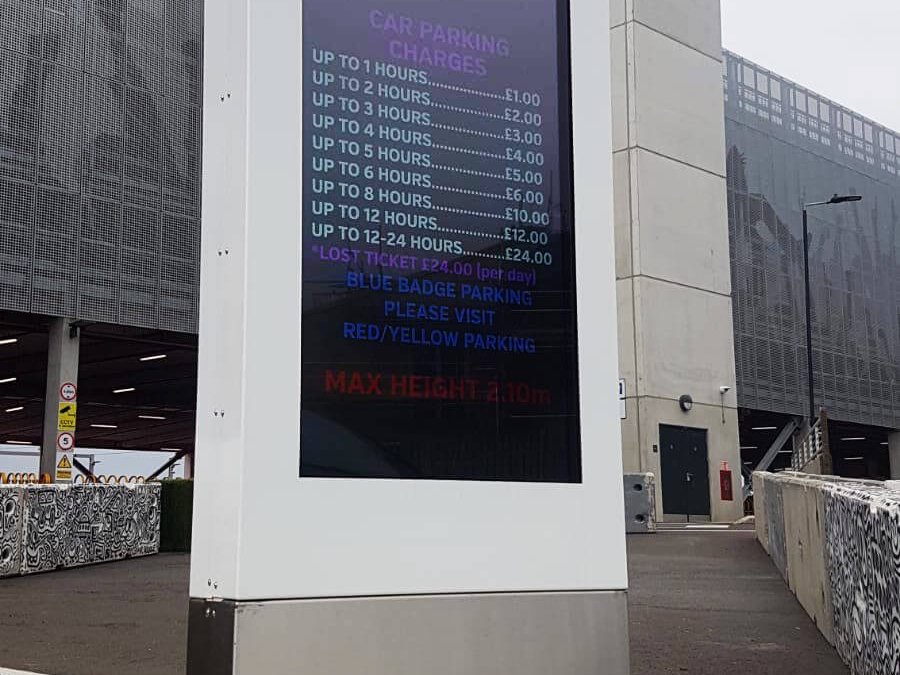 CAR PARKING
CHARGES
UP TO 1 HOURS....................£1.00
UP TO 2 HOURS....................£2.00
UP TO 3 HOURS....................£3.00
UP TO 4 HOURS....................£4.00
UP TO 5 HOURS....................£5.00
UP TO 6 HOURS....................£6.00
UP TO 8 HOURS....................£10.00
UP TO 12 HOURS..................£12.00
UP TO 12-24 HOURS...........£24.00
*LOST TICKET £24.00 (per day)
BLUE BADGE PARKING
PLEASE VISIT
RED/YELLOW PARKING
MAX HEIGHT 2.10m
CCTV
5